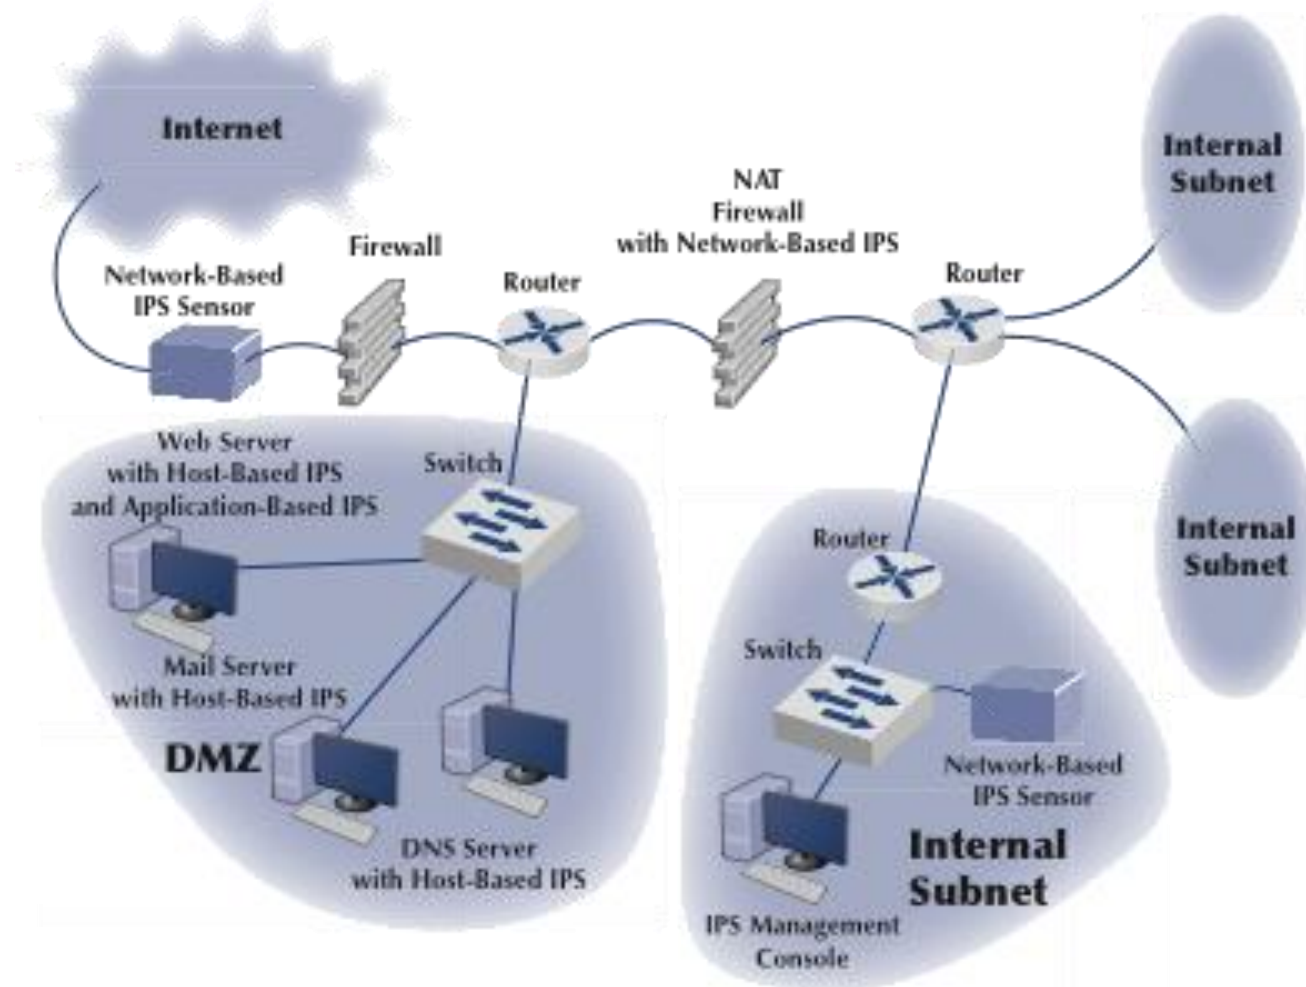 Internet
Internal
Subnet
NAT
Firewall
with Network-Based IPS
Firewall
Network-Based
IPS Sensor
Router
Router
Web Server
with Host-Based IPS
and Application-Based IPS
Switch
Internal
Subnet
Router
Mail Server
with Host-Based IPS
Switch
DMZ
Network-Based
IPS Sensor
DNS Server
with Host-Based IPS
Internal
Subnet
IPS Management
Console